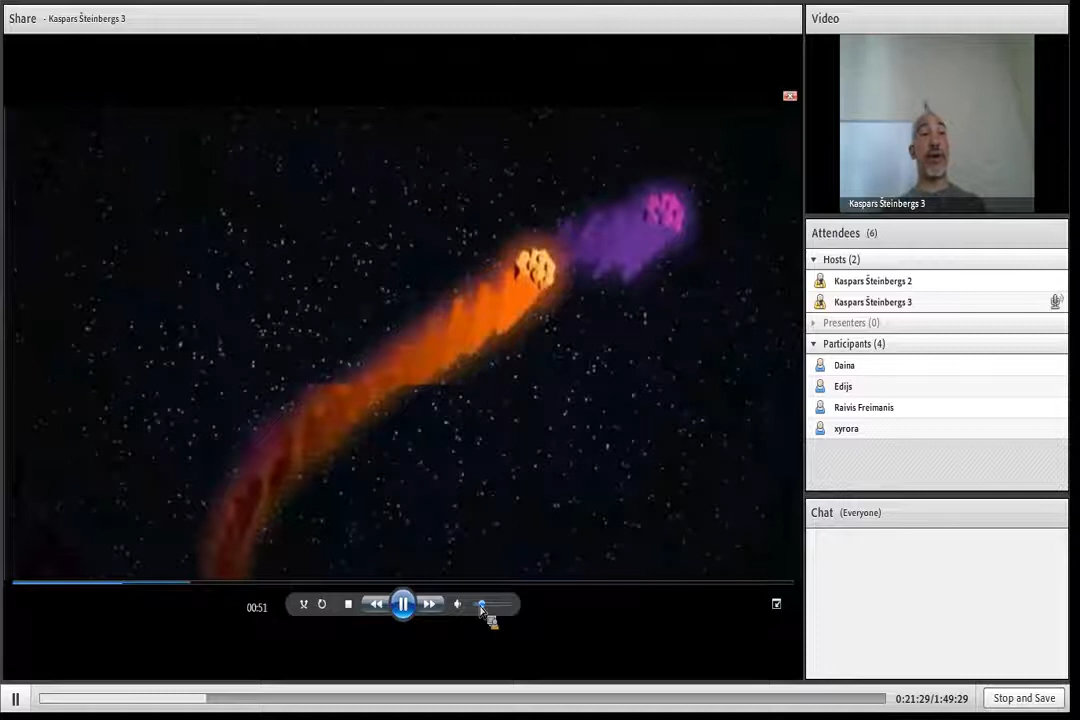 Share - Kaspars Šteinbergs 3
Video
Kaspars Šteinbergs 3
Attendees (6)
Hosts (2)
Kaspars Šteinbergs 2
Kaspars Šteinbergs 3
Presenters (0)
Participants (4)
Daina
Edijs
Raivis Freimanis
xyrora
Chat (Everyone)
00:51
0:21:29/1:49:29
Stop and Save